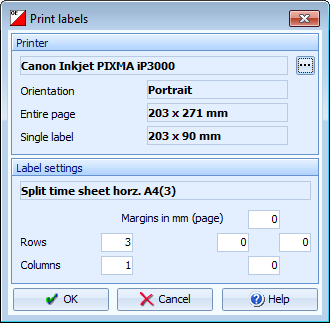 OE Print labels
Printer
Canon Inkjet PIXMA iP3000 ...
Orientation Portrait
Entire page 203 x 271 mm
Single label 203 x 90 mm
Label settings
Split time sheet horz. A4(3)
Margins in mm (page) 0
Rows 3 0 0
Columns 1 0
OK Cancel ? Help